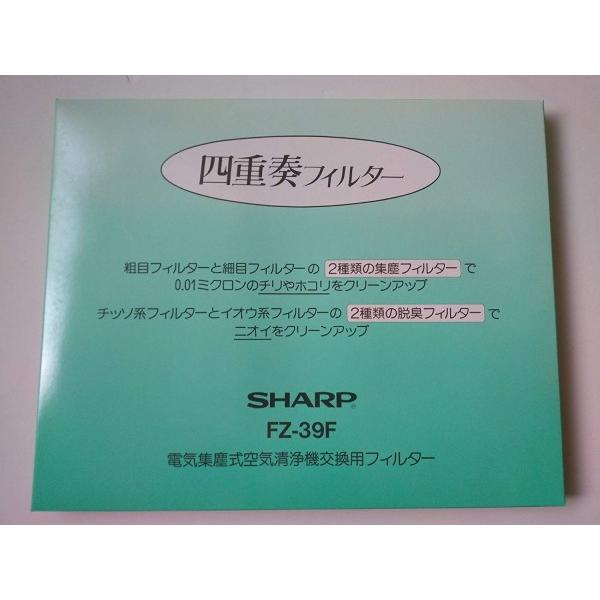 四重奏フィルター
粗目フィルターと細目フィルターの 2種類の集塵フィルター で
0.01ミクロンのチリやホコリをクリーンアップ
チッソ系フィルターとイオウ系フィルターの 2種類の脱臭フィルター で
ニオイをクリーンアップ
SHARP®
FZ-39F
電気集塵式空気清浄機交換用フィルター